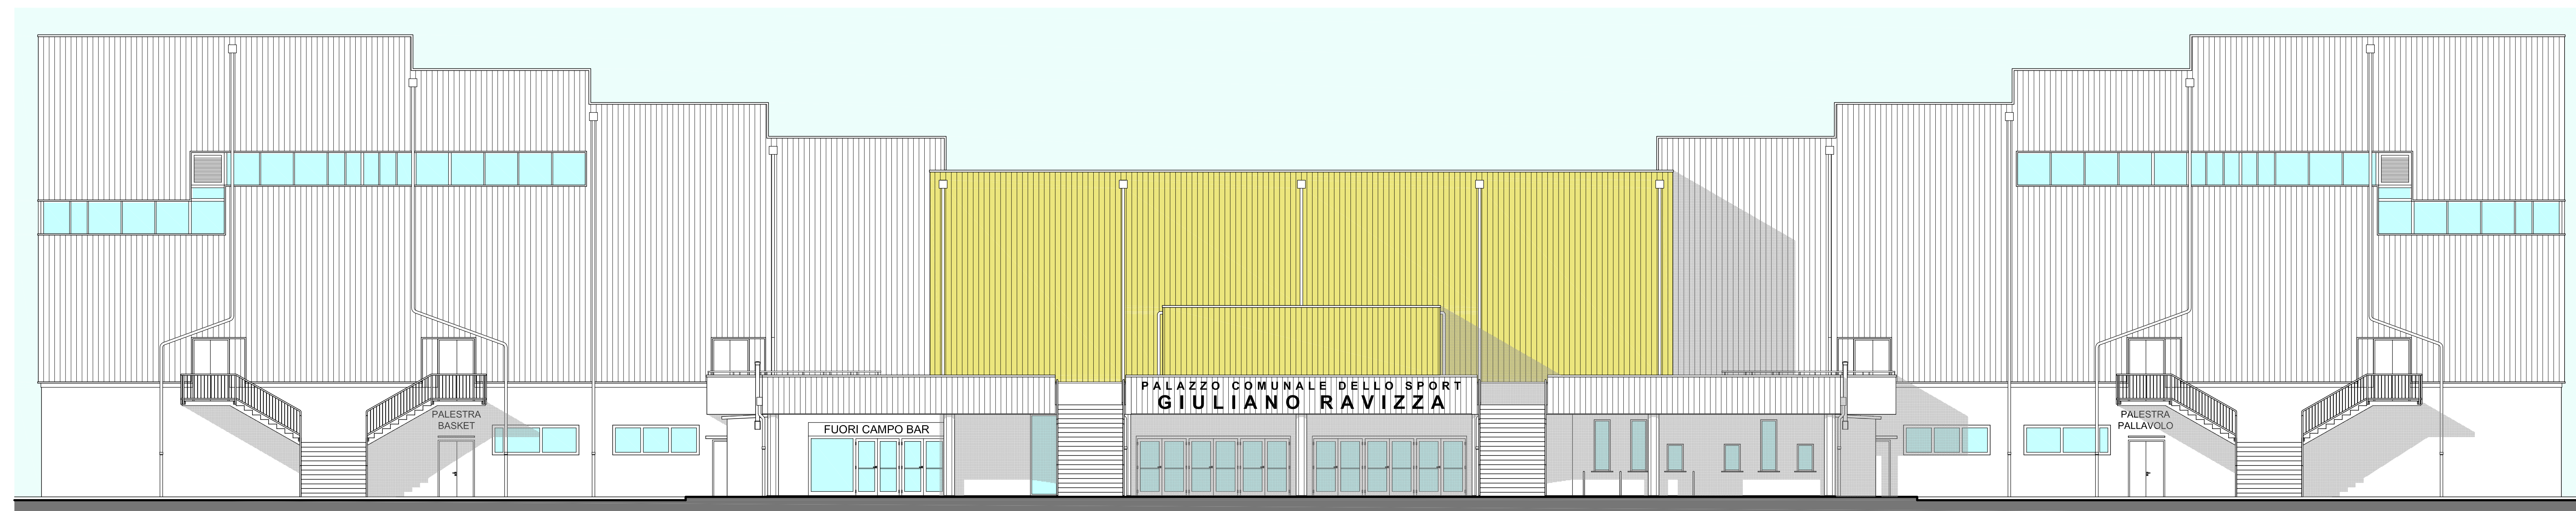 PALAZZO COMUNALE DELLO SPORT
GIULIANO RAVIZZA
PALESTRA
BASKET
FUORI CAMPO BAR
PALESTRA
PALLAVOLO